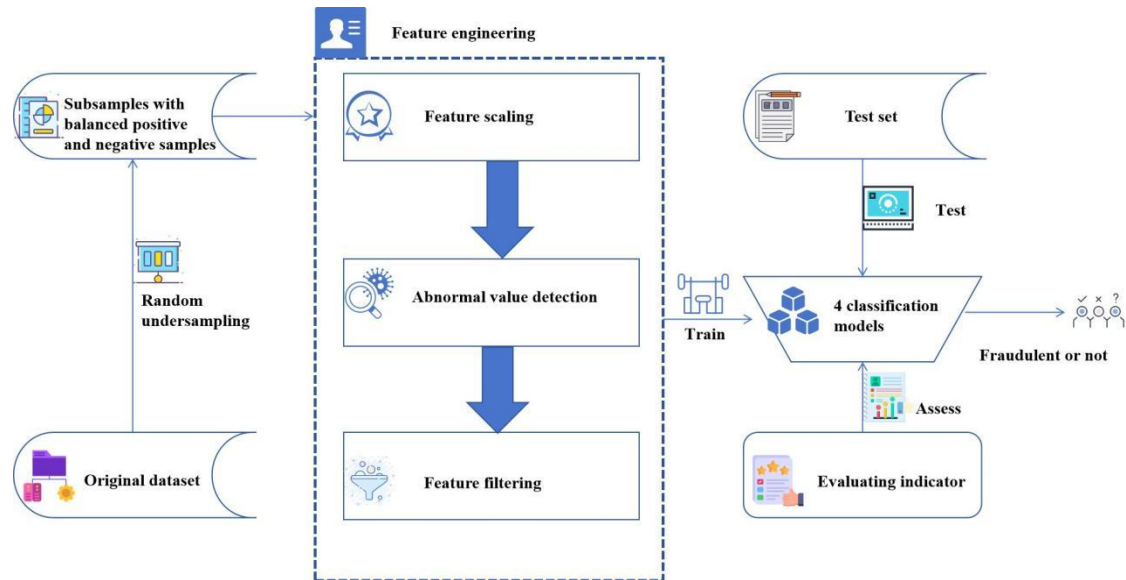 Feature engineering
Subsamples with
balanced positive
and negative samples
Feature scaling
Test set
Test
Random
undersampling
Abnormal value detection
Train
4 classification
models
Fraudulent or not
Assess
Original dataset
Feature filtering
Evaluating indicator